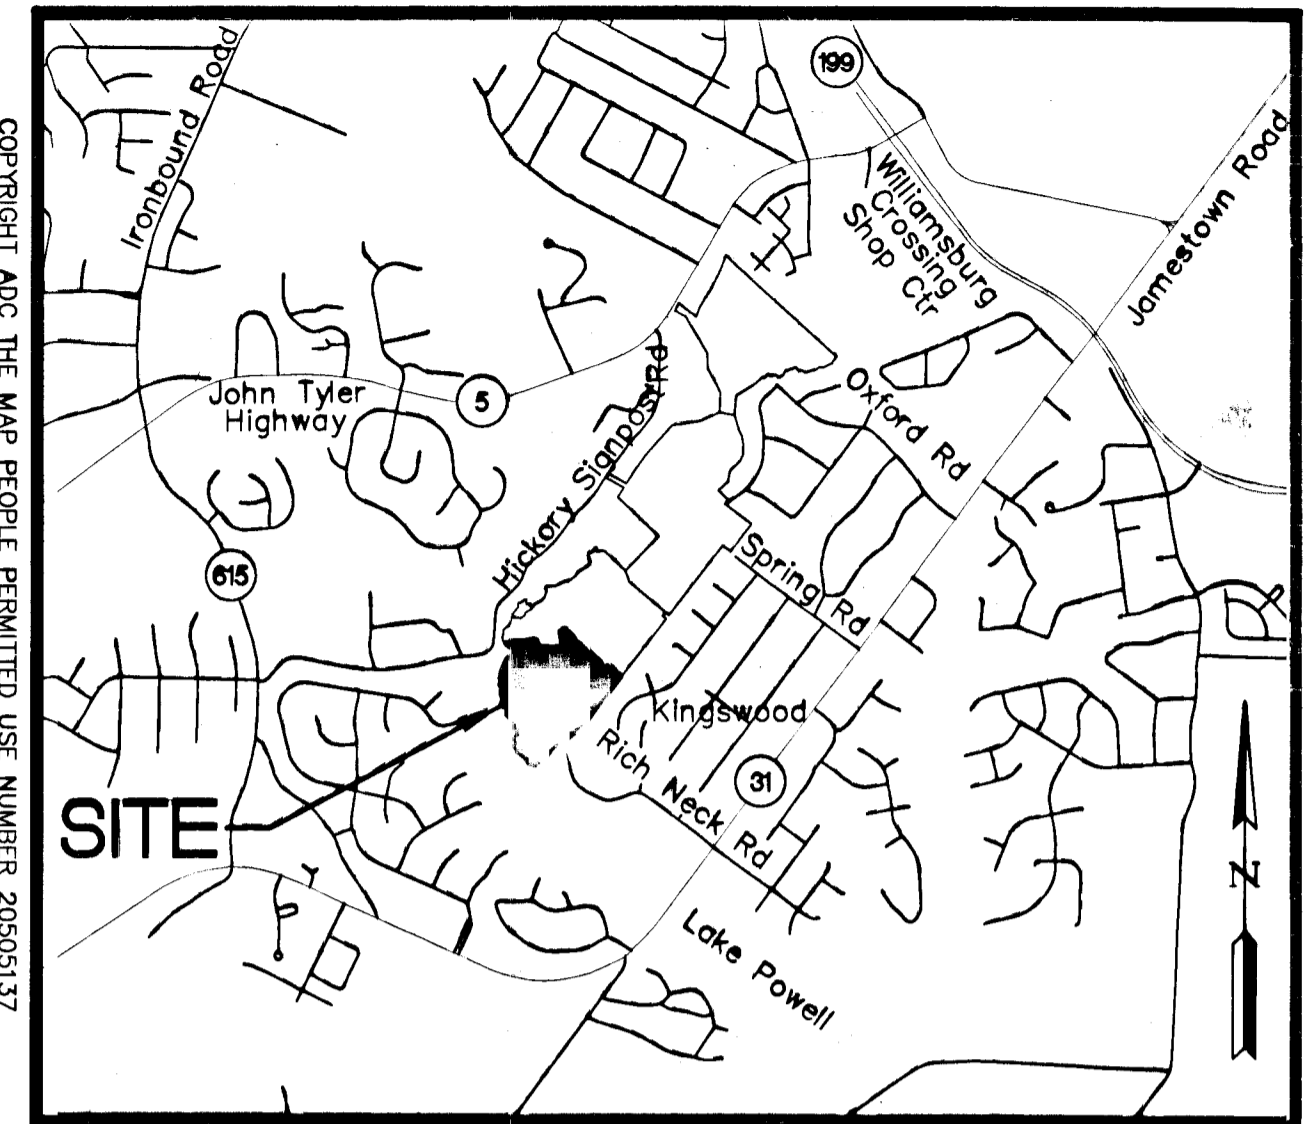 COPYRIGHT ADC THE MAP PEOPLE PERMITTED USE NUMBER 20505137
Ironbound Road
199
Williamsburg
Crossing
Shop Ctr
Jamestown Road
John Tyler
Highway
5
Hickory Signpost Rd
Oxford Rd
615
Spring Rd
Kingswood
Rich Neck Rd
31
SITE
N
Lake Powell